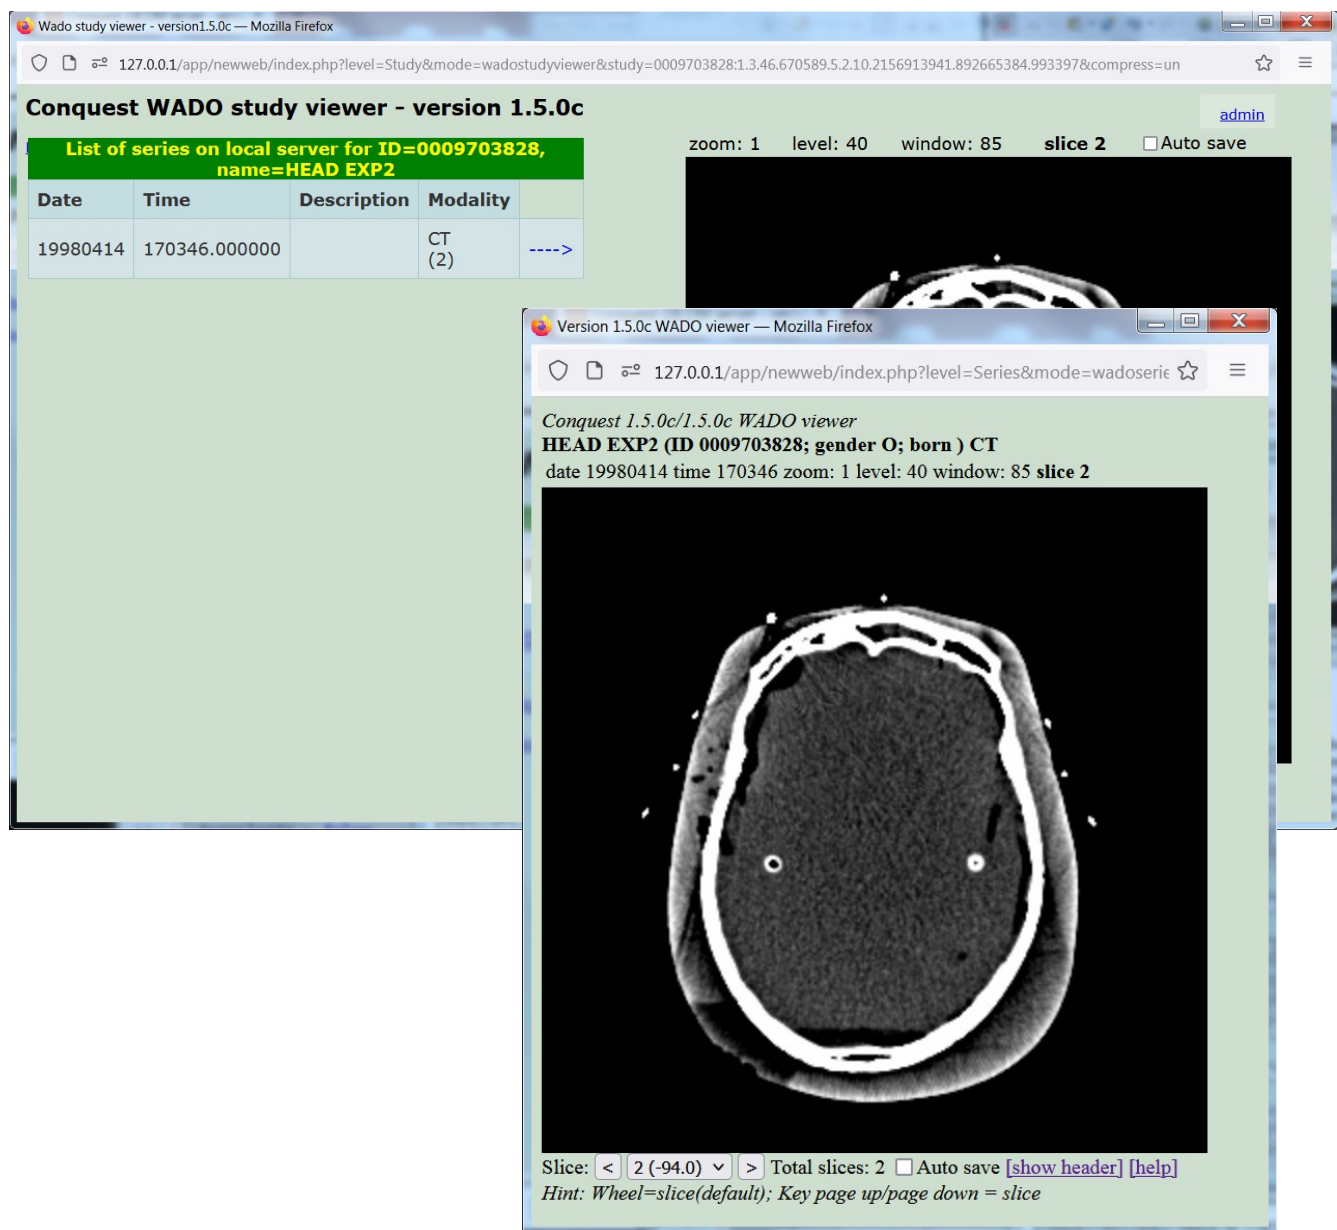 Wado study viewer - version1.5.0c — Mozilla Firefox
127.0.0.1/app/newweb/index.php?level=Study&mode=wadostudyviewer&study=0009703828:1.3.46.670589.5.2.10.2156913941.892665384.993397&compress=un
Conquest WADO study viewer - version 1.5.0c
admin
List of series on local server for ID=0009703828,
name=HEAD EXP2
zoom: 1 level: 40 window: 85 slice 2 Auto save
Date Time Description Modality
19980414 170346.000000 CT
(2) ---->
Version 1.5.0c WADO viewer — Mozilla Firefox
127.0.0.1/app/newweb/index.php?level=Series&mode=wadoserie
Conquest 1.5.0c/1.5.0c WADO viewer
HEAD EXP2 (ID 0009703828; gender O; born ) CT
date 19980414 time 170346 zoom: 1 level: 40 window: 85 slice 2
Slice: < 2 (-94.0) > Total slices: 2 Auto save [show header] [help]
Hint: Wheel=slice(default); Key page up/page down = slice